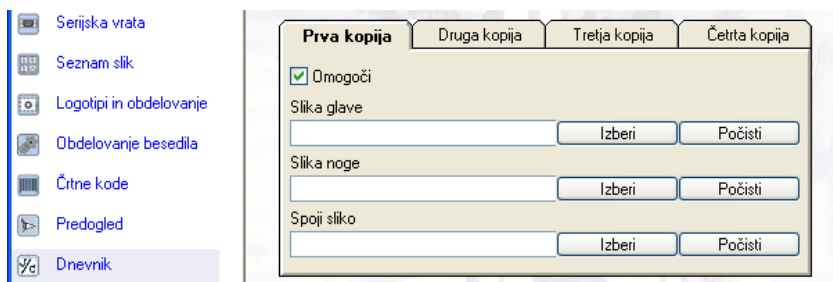 Serijska vrata
Seznam slik
Logotipi in obdelovanje
Obdelovanje besedila
Črtne kode
Predogled
Dnevnik
Prva kopija
Druga kopija
Tretja kopija
Četrta kopija
Omogoči
Slika glave
Izberi
Počisti
Slika noge
Izberi
Počisti
Spoji sliko
Izberi
Počisti